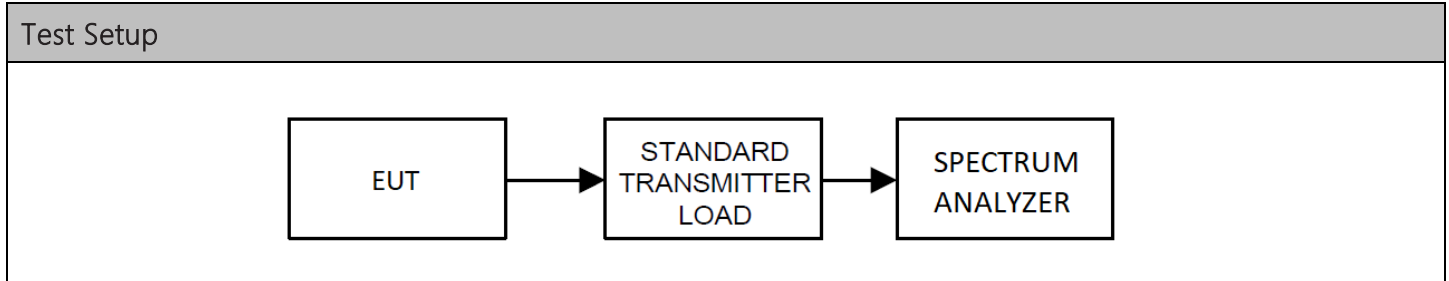 Test Setup
EUT
STANDARD
TRANSMITTER
LOAD
SPECTRUM
ANALYZER